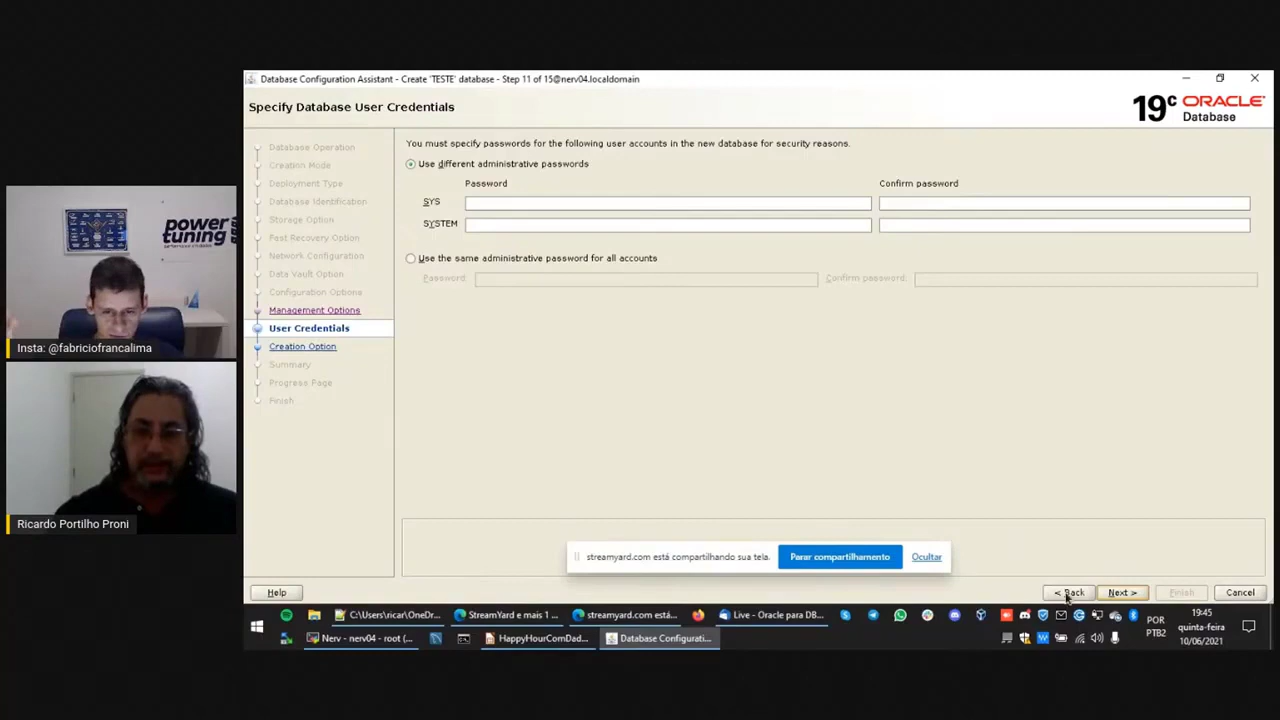 Database Configuration Assistant - Create 'TESTE' database - Step 11 of 15@nerv04.localdomain
Specify Database User Credentials
19c ORACLE
Database
Database Operation
Creation Mode
Deployment Type
Database Identification
Storage Option
Fast Recovery Option
Network Configuration
Data Vault Option
Configuration Options
Management Options
User Credentials
Creation Option
Summary
Progress Page
Finish
You must specify passwords for the following user accounts in the new database for security reasons.
Use different administrative passwords
Password
Confirm password
SYS
SYSTEM
Use the same administrative password for all accounts
Password:
Confirm password:
power
tuning
Insta: @fabriciofrancalima
Ricardo Portilho Proni
streamyard.com está compartilhando sua tela.
Parar compartilhamento
Ocultar
Help
< Back
Next >
Finish
Cancel
C:\Users\ricar\OneDr...
StreamYard e mais 1 ...
streamyard.com está...
Live - Oracle para DB...
Nerv - nerv04 - root (...
HappyHourComDad...
Database Configurati...
POR
PTB2
19:45
quinta-feira
10/06/2021